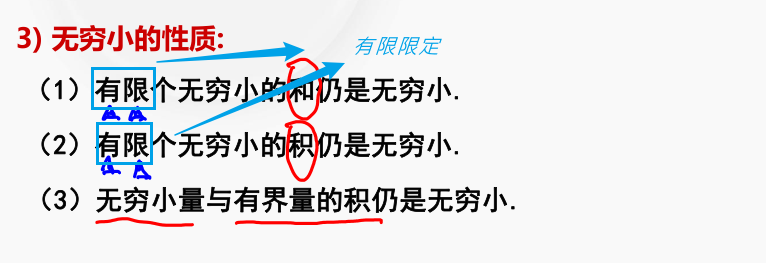 3) 无穷小的性质:
有限限定
（1）有限个无穷小的和仍是无穷小.
（2）有限个无穷小的积仍是无穷小.
（3）无穷小量与有界量的积仍是无穷小.